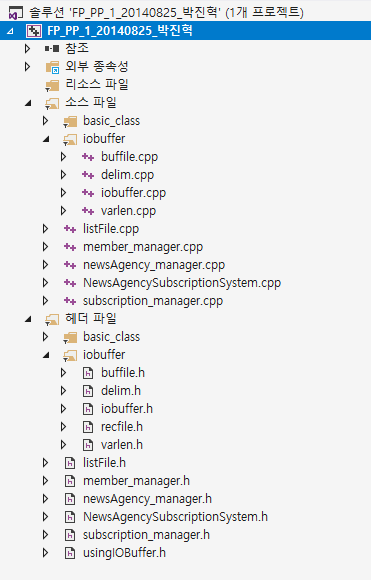 솔루션 'FP_PP_1_20140825_박진혁' (1개 프로젝트)
FP_PP_1_20140825_박진혁
참조
외부 종속성
리소스 파일
소스 파일
basic_class
iobuffer
buffile.cpp
delim.cpp
iobuffer.cpp
varlen.cpp
listFile.cpp
member_manager.cpp
newsAgency_manager.cpp
NewsAgencySubscriptionSystem.cpp
subscription_manager.cpp
헤더 파일
basic_class
iobuffer
buffile.h
delim.h
iobuffer.h
recfile.h
varlen.h
listFile.h
member_manager.h
newsAgency_manager.h
NewsAgencySubscriptionSystem.h
subscription_manager.h
usingIOBuffer.h